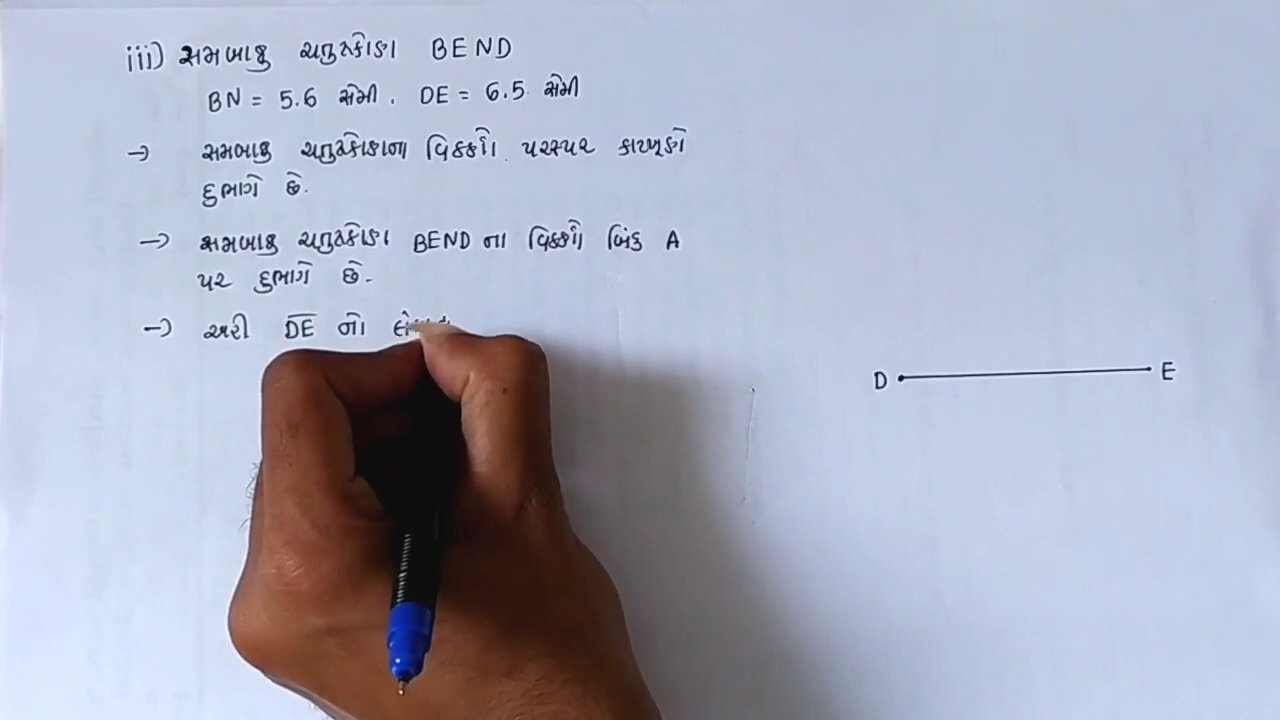 iii) સમબાજુ ચતુષ્કોણ BEND
BN = 5.6 સેમી. DE = 6.5 સેમી
→ સમબાજુ ચતુષ્કોણના વિકર્ણો પરસ્પર કાટખૂણે
દુભાગે છે.
→ સમબાજુ ચતુષ્કોણ BEND ના વિકર્ણો બિંદુ A
પર દુભાગે છે.
→ અહી DE નો
D E